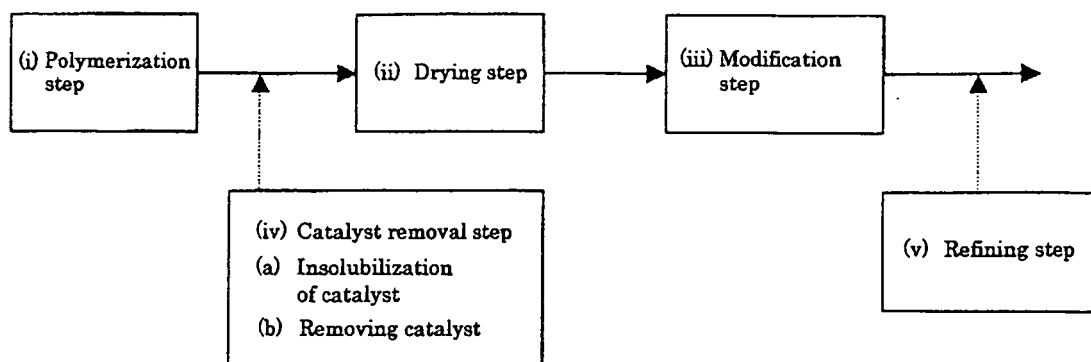 (i) Polymerization
step
(ii) Drying step
(iii) Modification
step
(iv) Catalyst removal step
(a) Insolubilization
of catalyst
(b) Removing catalyst
(v) Refining step